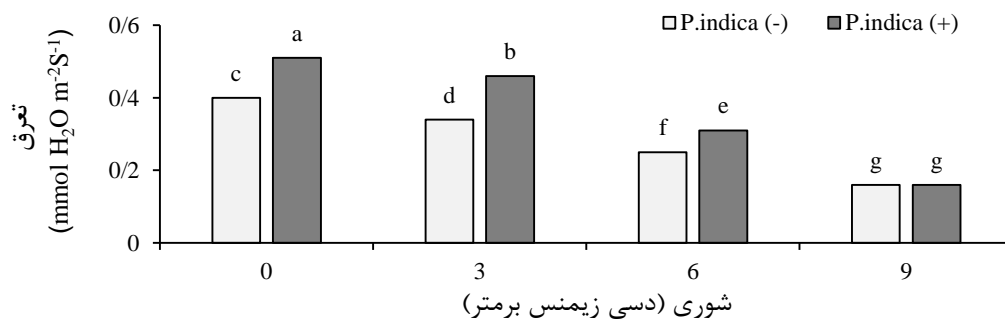 0/6
0/4
0/2
0
تعرق
(mmol H₂O m⁻²S⁻¹)
P.indica (-)
P.indica (+)
c
a
d
b
f
e
g
g
0
3
6
9
شوری (دسی زیمنس برمتر)